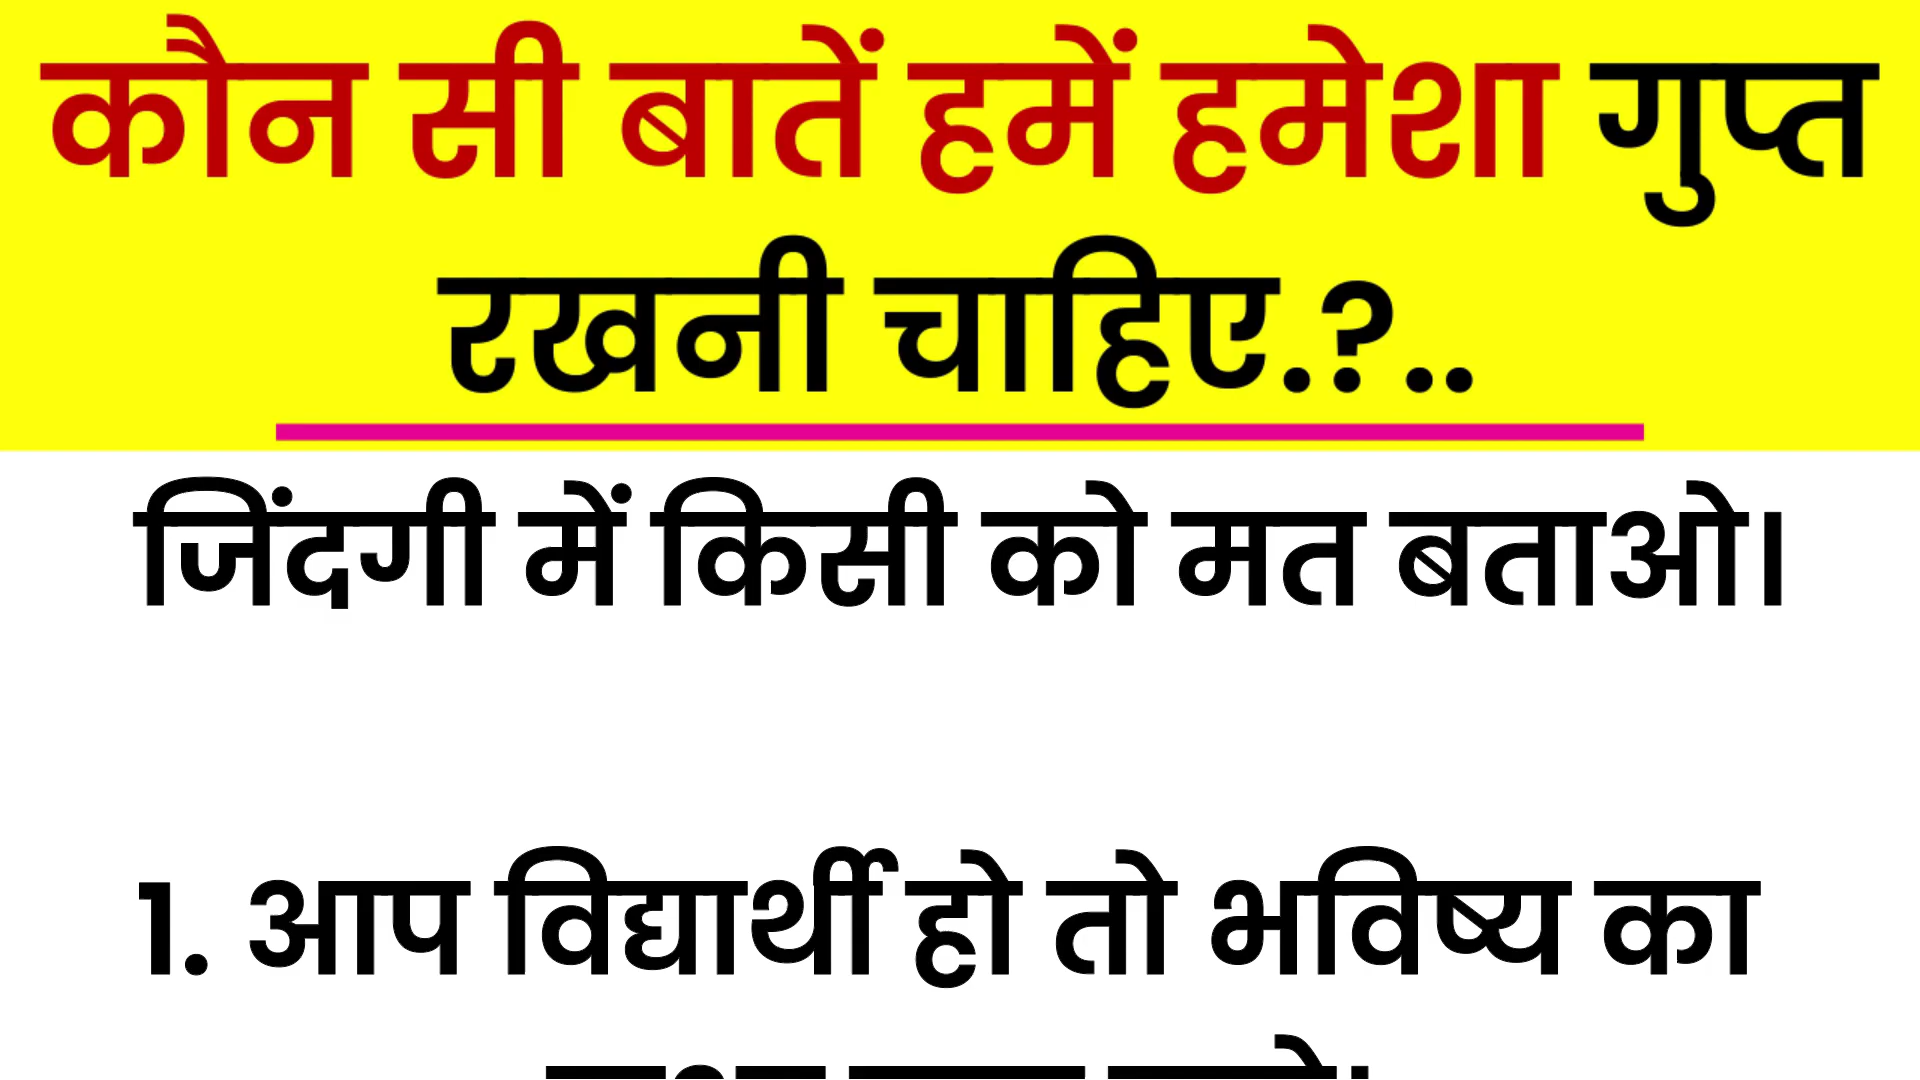 कौन सी बातें हमें हमेशा गुप्त
रखनी चाहिए.?..
जिंदगी में किसी को मत बताओ।
1. आप विद्यार्थी हो तो भविष्य का